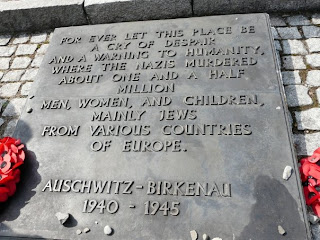 FOR EVER LET THIS PLACE BE
A CRY OF DESPAIR
AND A WARNING TO HUMANITY,
WHERE THE NAZIS MURDERED
ABOUT ONE AND A HALF
MILLION
MEN, WOMEN, AND CHILDREN,
MAINLY JEWS
FROM VARIOUS COUNTRIES
OF EUROPE.
AUSCHWITZ-BIRKENAU
1940 - 1945